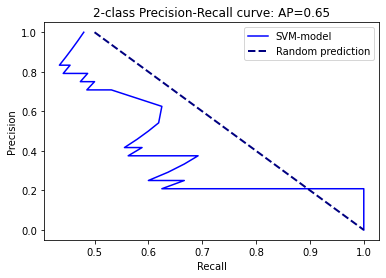 2-class Precision-Recall curve: AP=0.65
SVM-model
Random prediction
Precision
1.0
0.8
0.6
0.4
0.2
0.0
0.5 0.6 0.7 0.8 0.9 1.0
Recall